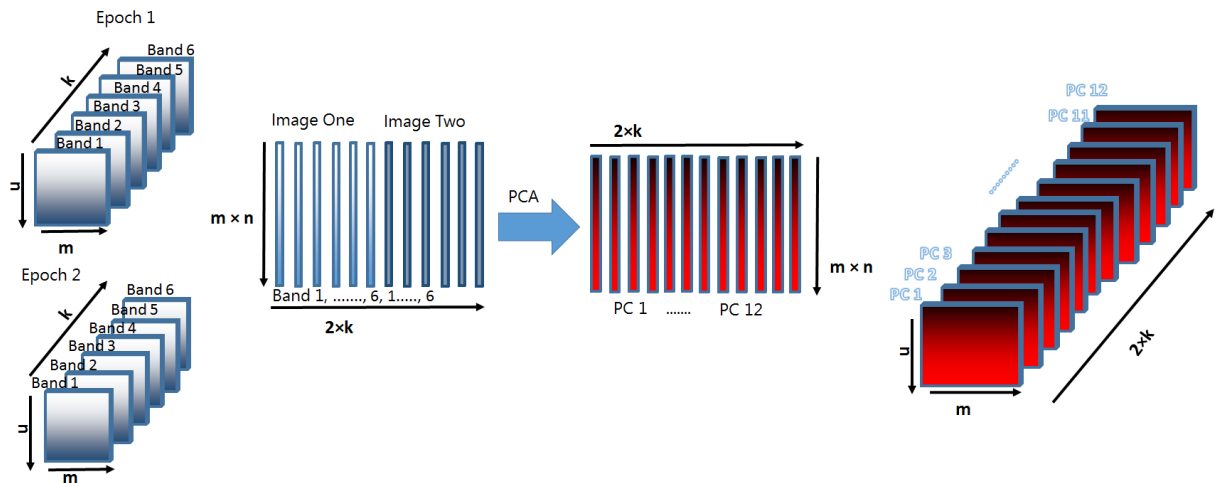 Epoch 1
Band 6
Band 5
Band 4
Band 3
Band 2
Band 1
k
n
m
Epoch 2
Band 6
Band 5
Band 4
Band 3
Band 2
Band 1
k
n
m
Image One
Image Two
m × n
Band 1, ......., 6, 1....., 6
2×k
PCA
2×k
m × n
PC 1 ....... PC 12
PC 12
PC 11
.........
PC 3
PC 2
PC 1
n
m
2×k